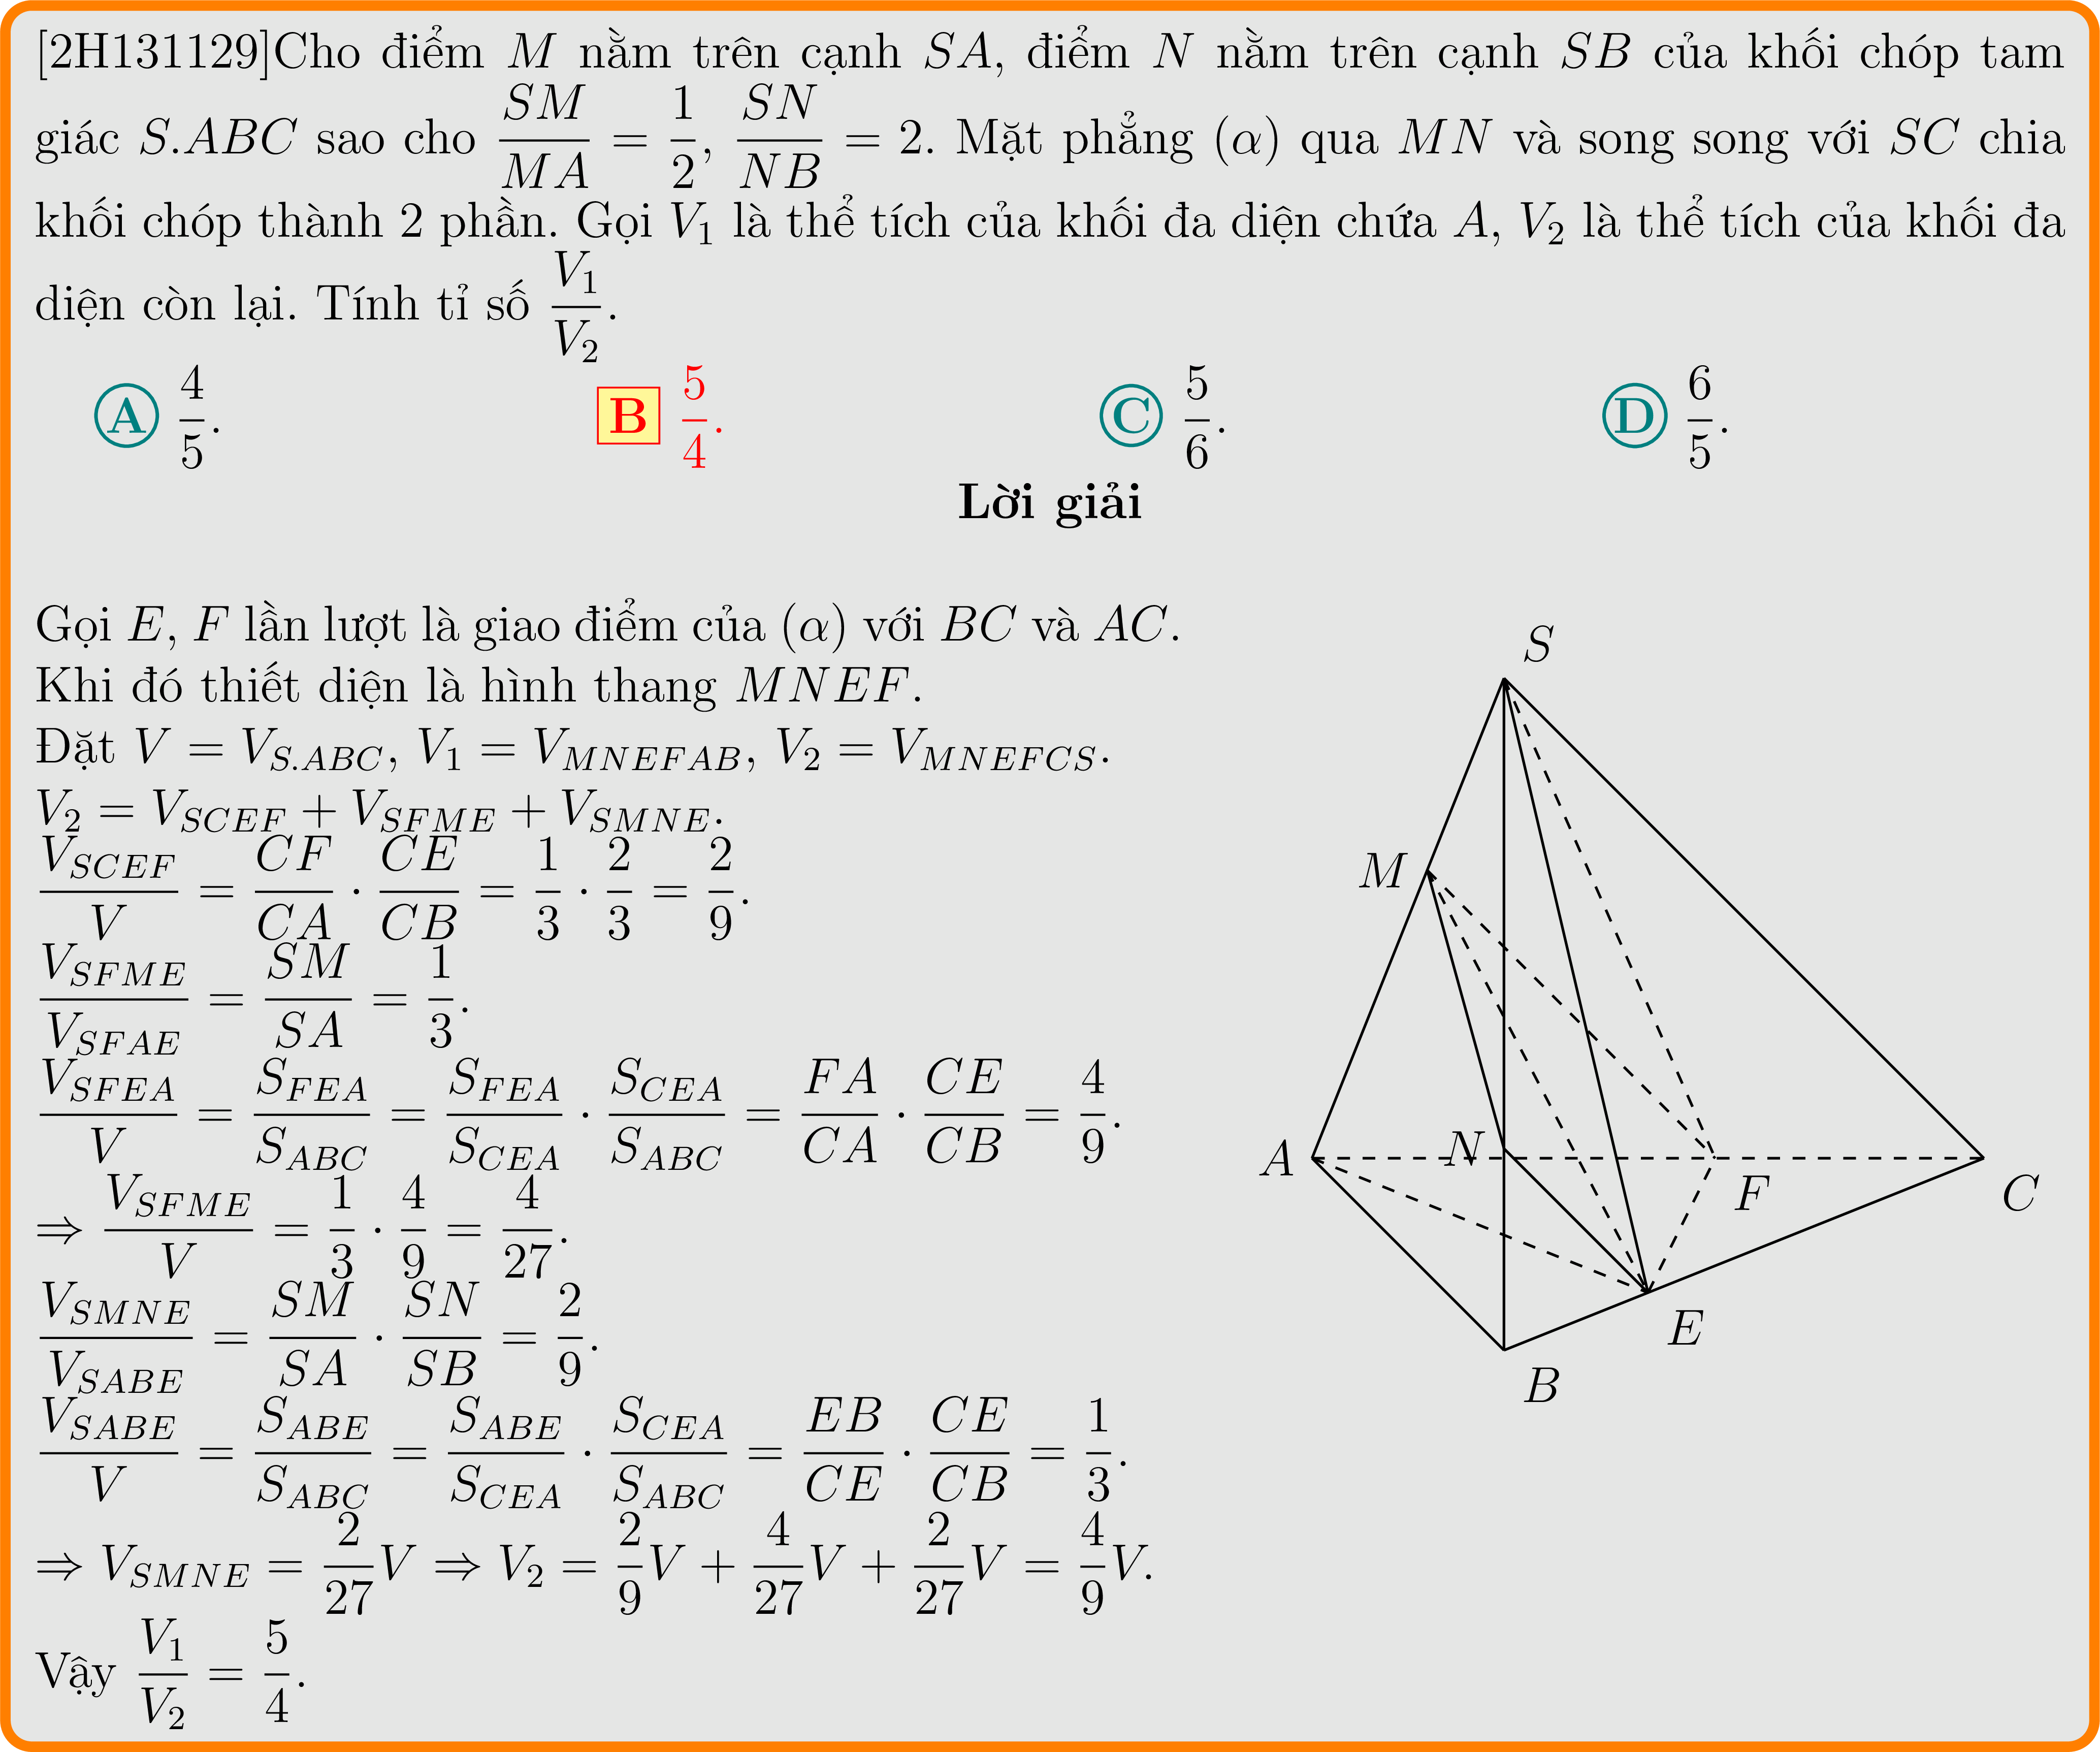 [2H131129]Cho điểm M nằm trên cạnh SA, điểm N nằm trên cạnh SB của khối chóp tam
giác S.ABC sao cho \frac{SM}{MA} = \frac{1}{2}, \frac{SN}{NB} = 2. Mặt phẳng (α) qua MN và song song với SC chia
khối chóp thành 2 phần. Gọi V_1 là thể tích của khối đa diện chứa A, V_2 là thể tích của khối đa
diện còn lại. Tính tỉ số \frac{V_1}{V_2}.
A \frac{4}{5}. B \frac{5}{4}. C \frac{5}{6}. D \frac{6}{5}.
Lời giải
Gọi E, F lần lượt là giao điểm của (α) với BC và AC.
Khi đó thiết diện là hình thang MNEF.
Đặt V = V_{S.ABC}, V_1 = V_{MNEFAB}, V_2 = V_{MNEFCS}.
V_2 = V_{SCEF} + V_{SFME} + V_{SMNE}.
\frac{V_{SCEF}}{V} = \frac{CF}{CA} · \frac{CE}{CB} = \frac{1}{3} · \frac{2}{3} = \frac{2}{9}.
\frac{V_{SFME}}{V_{SFAE}} = \frac{SM}{SA} = \frac{1}{3}.
\frac{V_{SFEA}}{V} = \frac{S_{FEA}}{S_{ABC}} = \frac{S_{FEA}}{S_{CEA}} · \frac{S_{CEA}}{S_{ABC}} = \frac{FA}{CA} · \frac{CE}{CB} = \frac{4}{9}.
⇒ \frac{V_{SFME}}{V} = \frac{1}{3} · \frac{4}{9} = \frac{4}{27}.
\frac{V_{SMNE}}{V_{SABE}} = \frac{SM}{SA} · \frac{SN}{SB} = \frac{2}{9}.
\frac{V_{SABE}}{V} = \frac{S_{ABE}}{S_{ABC}} = \frac{S_{ABE}}{S_{CEA}} · \frac{S_{CEA}}{S_{ABC}} = \frac{EB}{CE} · \frac{CE}{CB} = \frac{1}{3}.
⇒ V_{SMNE} = \frac{2}{27}V ⇒ V_2 = \frac{2}{9}V + \frac{4}{27}V + \frac{2}{27}V = \frac{4}{9}V.
Vậy \frac{V_1}{V_2} = \frac{5}{4}.
S
M
A
N
F
C
E
B